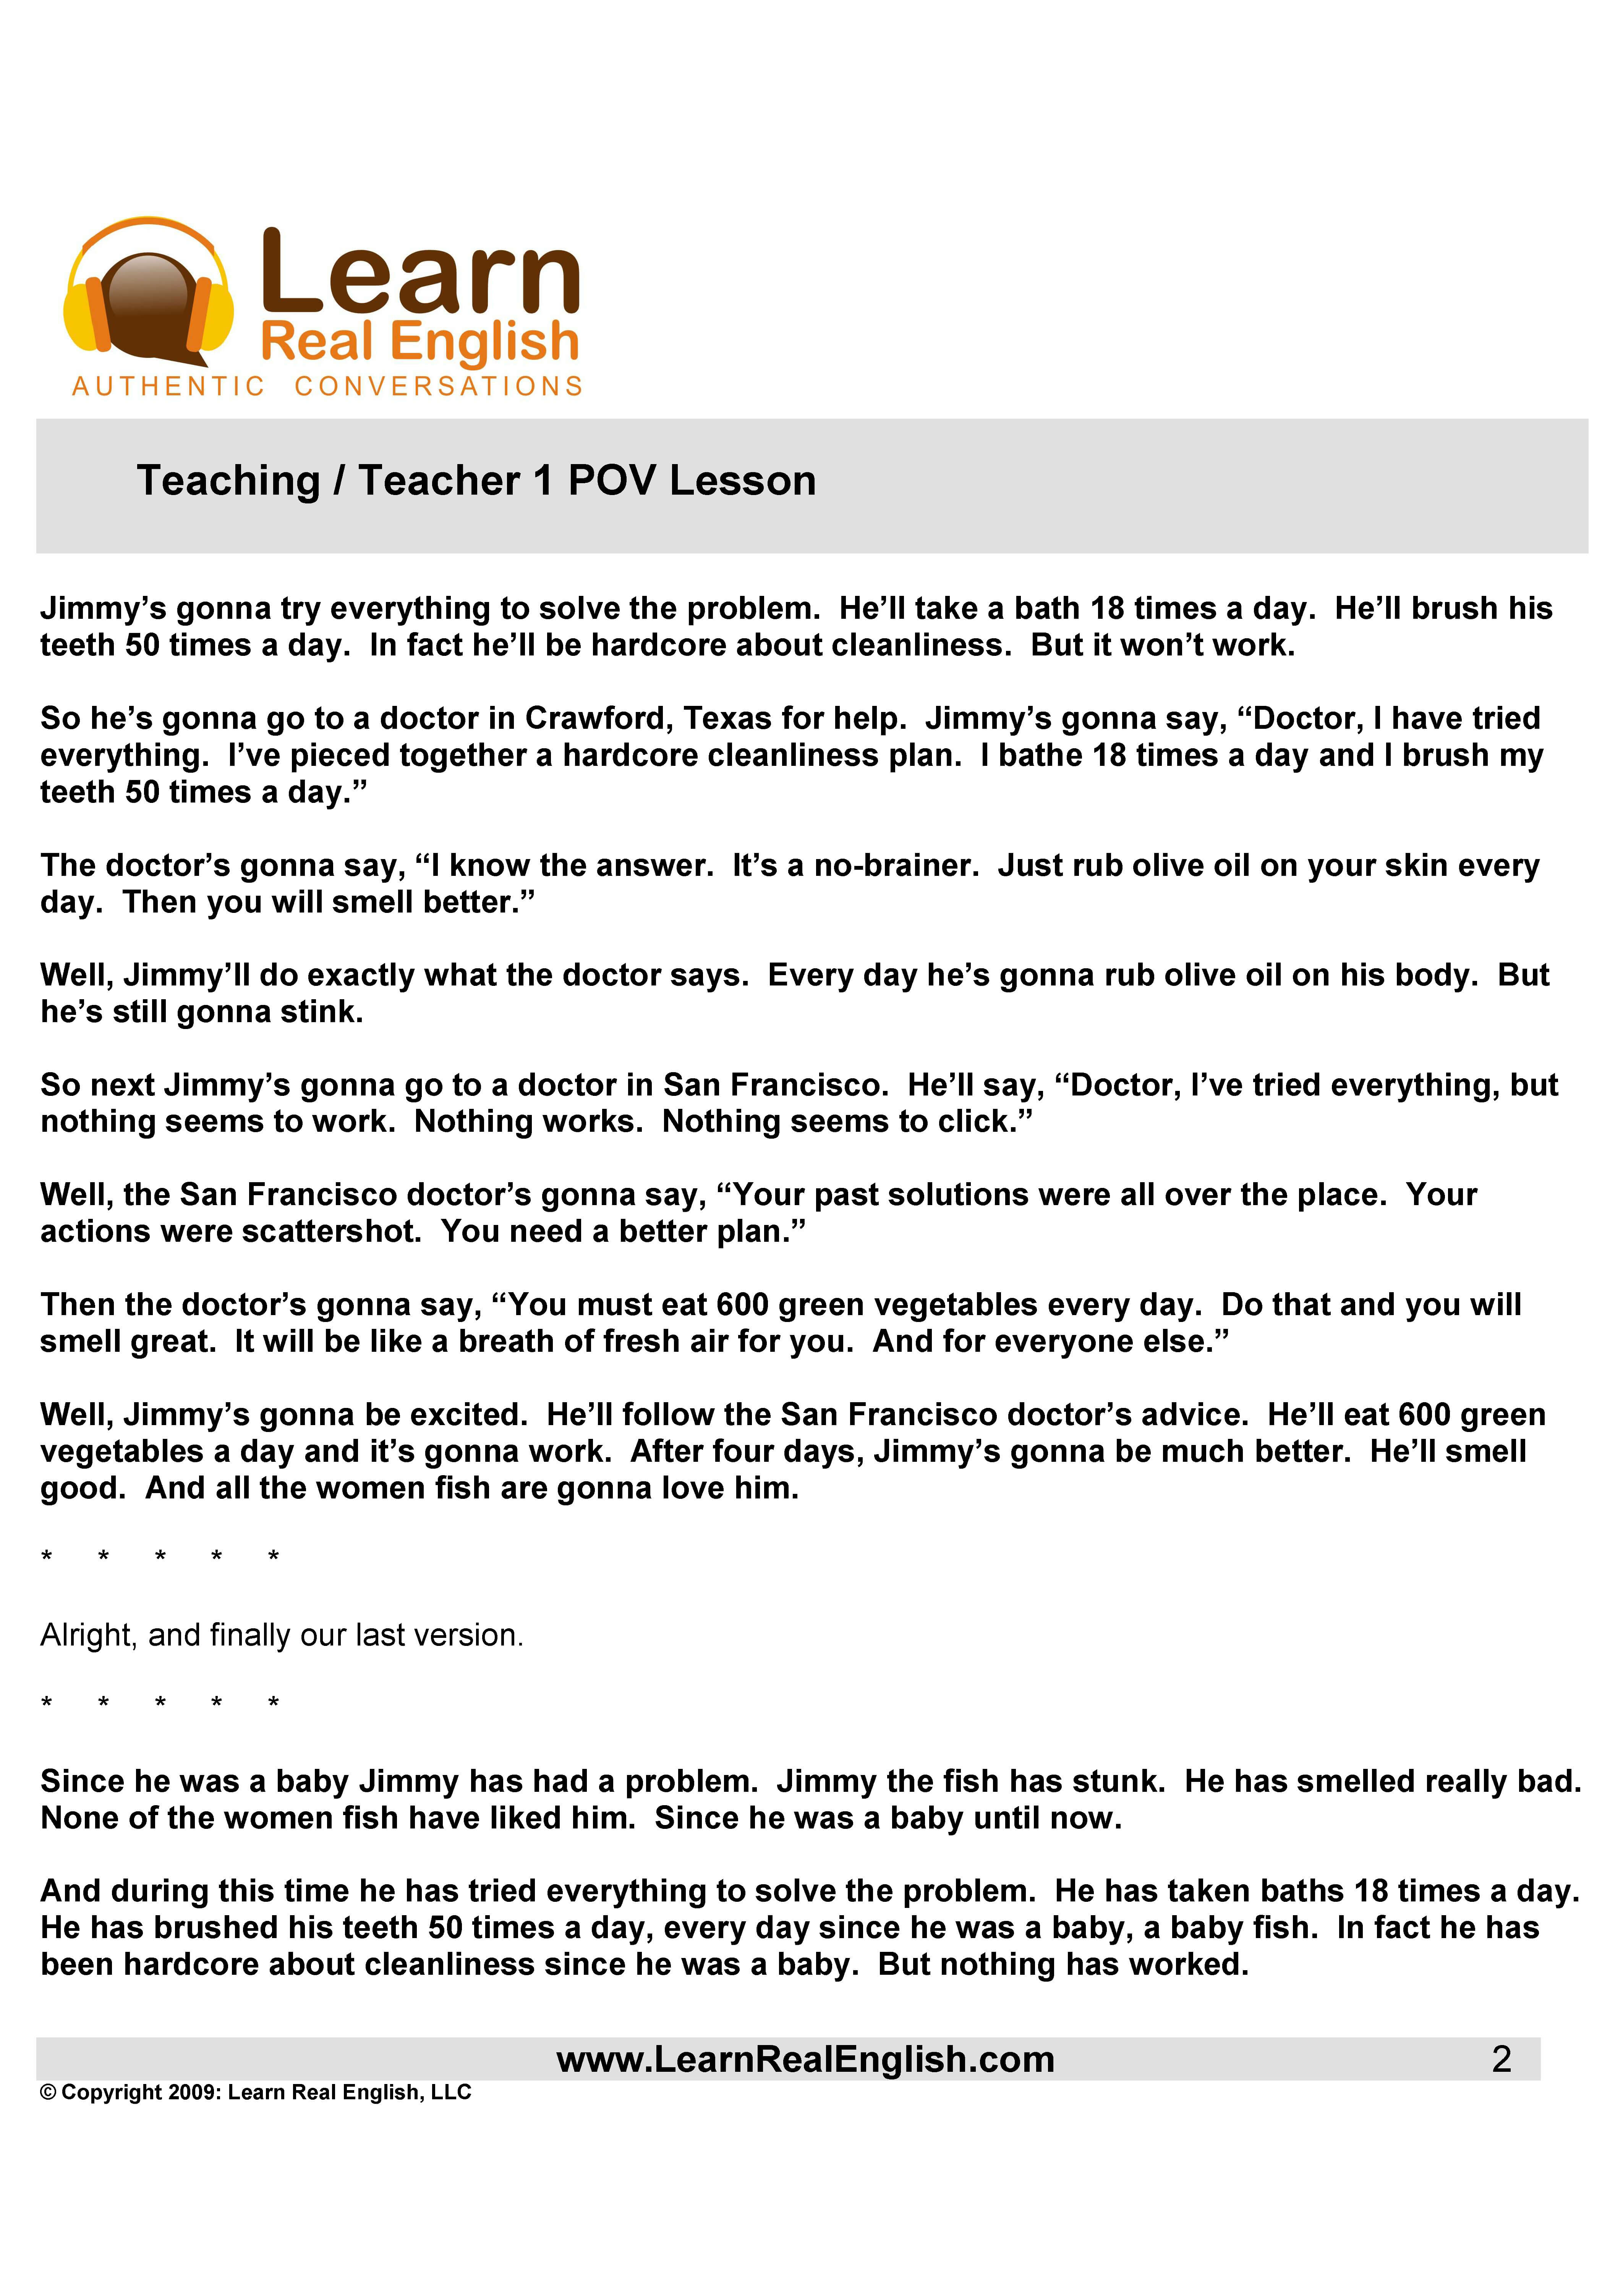 Learn
Real English
AUTHENTIC CONVERSATIONS
Teaching / Teacher 1 POV Lesson
Jimmy’s gonna try everything to solve the problem.  He’ll take a bath 18 times a day.  He’ll brush his
teeth 50 times a day.  In fact he’ll be hardcore about cleanliness.  But it won’t work.
So he’s gonna go to a doctor in Crawford, Texas for help.  Jimmy’s gonna say, “Doctor, I have tried
everything.  I’ve pieced together a hardcore cleanliness plan.  I bathe 18 times a day and I brush my
teeth 50 times a day.”
The doctor’s gonna say, “I know the answer.  It’s a no-brainer.  Just rub olive oil on your skin every
day.  Then you will smell better.”
Well, Jimmy’ll do exactly what the doctor says.  Every day he’s gonna rub olive oil on his body.  But
he’s still gonna stink.
So next Jimmy’s gonna go to a doctor in San Francisco.  He’ll say, “Doctor, I’ve tried everything, but
nothing seems to work.  Nothing works.  Nothing seems to click.”
Well, the San Francisco doctor’s gonna say, “Your past solutions were all over the place.  Your
actions were scattershot.  You need a better plan.”
Then the doctor’s gonna say, “You must eat 600 green vegetables every day.  Do that and you will
smell great.  It will be like a breath of fresh air for you.  And for everyone else.”
Well, Jimmy’s gonna be excited.  He’ll follow the San Francisco doctor’s advice.  He’ll eat 600 green
vegetables a day and it’s gonna work.  After four days, Jimmy’s gonna be much better.  He’ll smell
good.  And all the women fish are gonna love him.
* * * * *
Alright, and finally our last version.
* * * * *
Since he was a baby Jimmy has had a problem.  Jimmy the fish has stunk.  He has smelled really bad.
None of the women fish have liked him.  Since he was a baby until now.
And during this time he has tried everything to solve the problem.  He has taken baths 18 times a day.
He has brushed his teeth 50 times a day, every day since he was a baby, a baby fish.  In fact he has
been hardcore about cleanliness since he was a baby.  But nothing has worked.
www.LearnRealEnglish.com 2
© Copyright 2009: Learn Real English, LLC